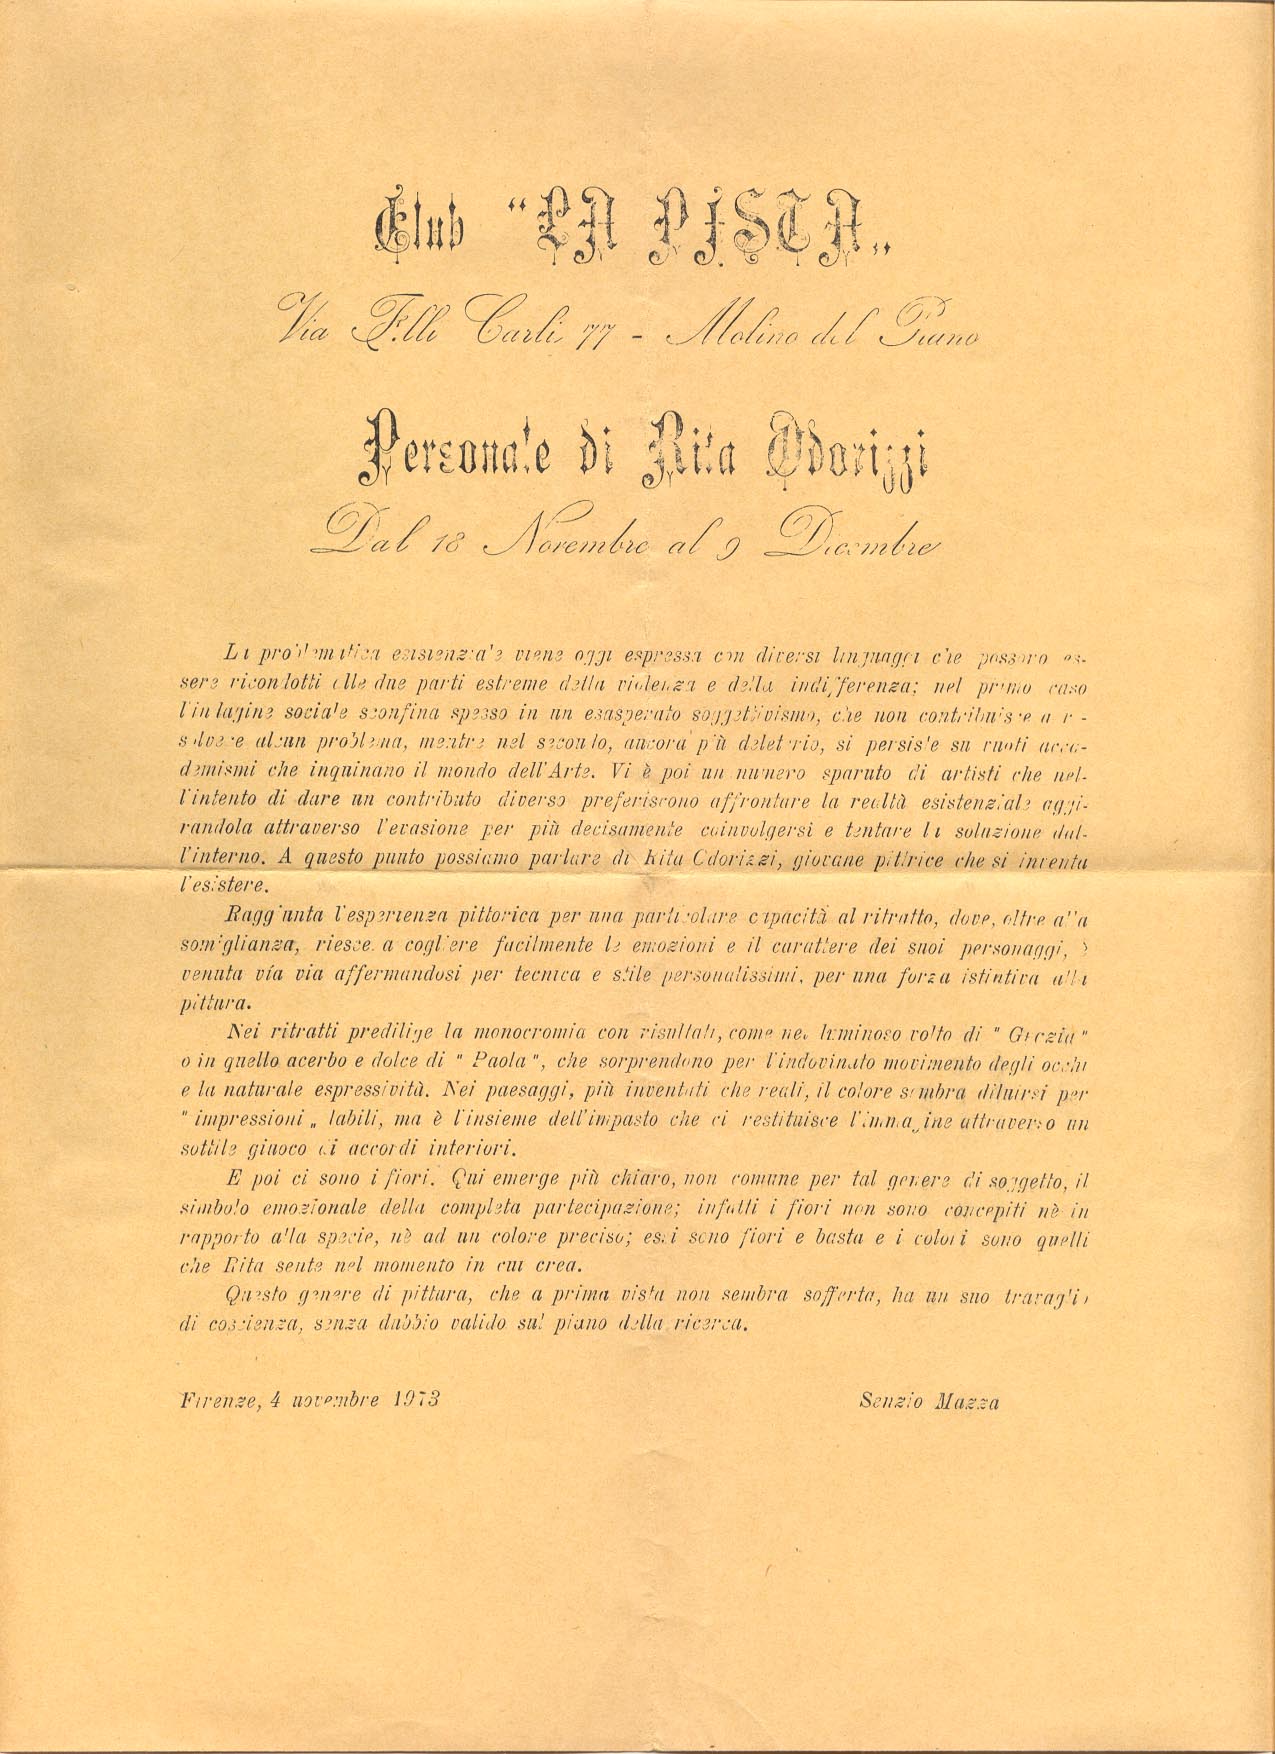 Club "LA PISTA„
Via F.lli Carli 77 - Molino del Piano
Personale di Rita Odorizzi
Dal 18 Novembre al 9 Dicembre
La problematica esistenziale viene oggi espressa con diversi linguaggi che possoro es-
sere ricondotti alle due parti estreme della violenza e della indifferenza; nel primo caso
l'indagine sociale sconfina spesso in un esasperato soggettivismo, che non contribuisce a ri-
solvere alcun problema, mentre nel secondo, ancora più deleterio, si persiste su vuoti acca-
demismi che inquinano il mondo dell'Arte. Vi è poi un numero sparuto di artisti che nel-
l'intento di dare un contributo diverso preferiscono affrontare la realtà esistenziale aggi-
randola attraverso l'evasione per più decisamente coinvolgersi e tentare la soluzione dal-
l'interno. A questo punto possiamo parlare di Rita Odorizzi, giovane pittrice che si inventa
l'esistere.
Raggiunta l'esperienza pittorica per una particolare capacità al ritratto, dove, oltre alla
somiglianza, riesce a cogliere facilmente le emozioni e il carattere dei suoi personaggi, è
venuta vía via affermandosi per tecnica e stile personalissimi, per una forza istintiva alla
pittura.
Nei ritratti predilige la monocromia con risultati, come nel luminoso volto di " Grazia "
o in quello acerbo e dolce di " Paola ", che sorprendono per l'indovinato movimento degli occhi
e la naturale espressività. Nei paesaggi, più inventati che reali, il colore sembra diluirsi per
" impressioni „ labili, ma è l'insieme dell'impasto che ci restituisce l'immagine attraverso un
sottile giuoco di accordi interiori.
E poi ci sono i fiori. Qui emerge più chiaro, non comune per tal genere di soggetto, il
simbolo emozionale della completa partecipazione; infatti i fiori non sono concepiti nè in
rapporto alla specie, nè ad un colore preciso; essi sono fiori e basta e i colori sono quelli
che Rita sente nel momento in cui crea.
Questo genere di pittura, che a prima vista non sembra sofferta, ha un suo travaglio
di coscienza, senza dubbio valido sul piano della ricerca.
Firenze, 4 novembre 1973 Senzio Mazza